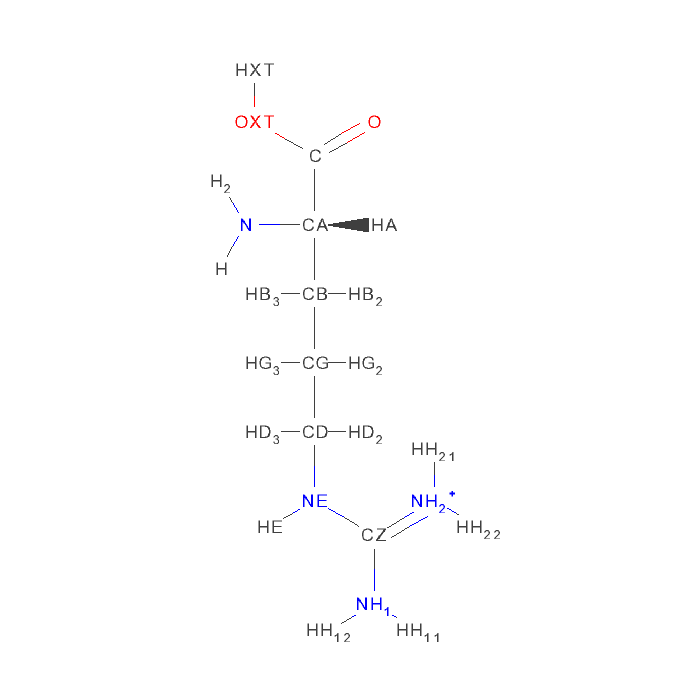 HXT
OXT O
C
H2
N CA HA
H
HB3 CB HB2
HG3 CG HG2
HD3 CD HD2
HH21
NE NH2+
HE CZ HH22
NH1
HH12 HH11